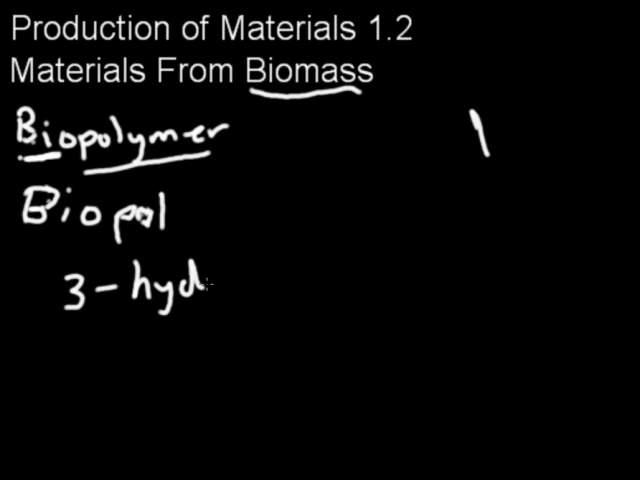 Production of Materials 1.2
Materials From Biomass
Biopolymer
Biopol
3-hyd